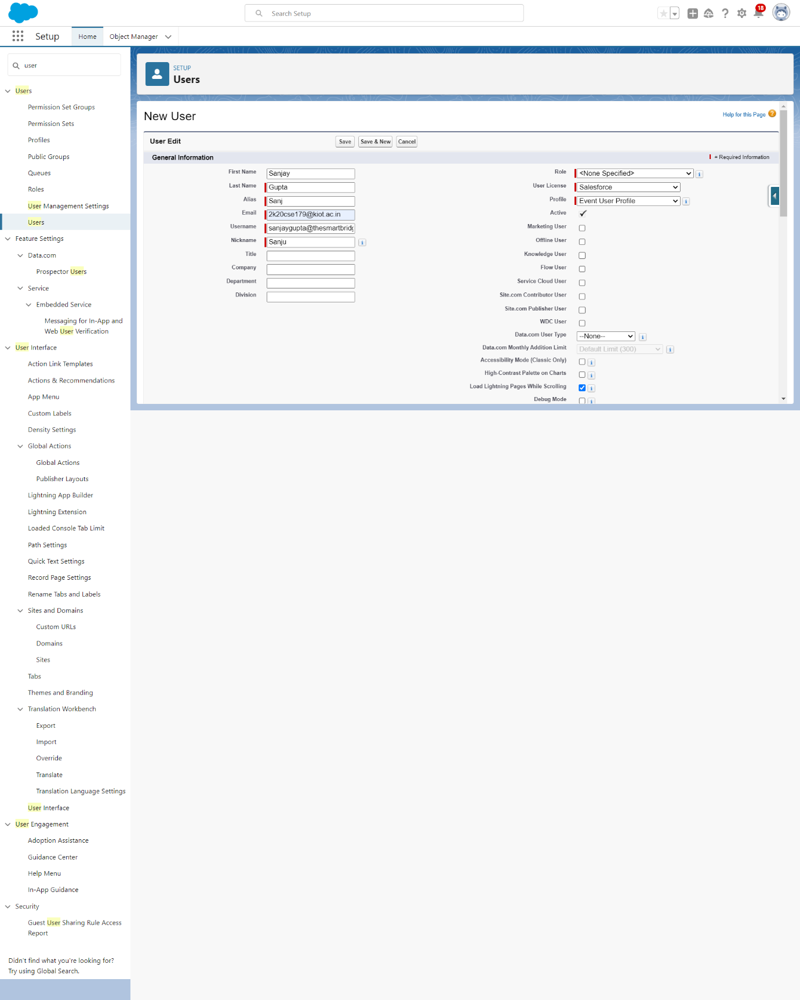 Search Setup
18
Setup
Home
Object Manager
user
Users
Permission Set Groups
Permission Sets
Profiles
Public Groups
Queues
Roles
User Management Settings
Users
Feature Settings
Data.com
Prospector Users
Service
Embedded Service
Messaging for In-App and
Web User Verification
User Interface
Action Link Templates
Actions & Recommendations
App Menu
Custom Labels
Density Settings
Global Actions
Global Actions
Publisher Layouts
Lightning App Builder
Lightning Extension
Loaded Console Tab Limit
Path Settings
Quick Text Settings
Record Page Settings
Rename Tabs and Labels
Sites and Domains
Custom URLs
Domains
Sites
Tabs
Themes and Branding
Translation Workbench
Export
Import
Override
Translate
Translation Language Settings
User Interface
User Engagement
Adoption Assistance
Guidance Center
Help Menu
In-App Guidance
Security
Guest User Sharing Rule Access
Report
Didn't find what you're looking for?
Try using Global Search.
SETUP
Users
New User
Help for this Page
User Edit
Save
Save & New
Cancel
General Information
= Required Information
First Name Sanjay
Last Name Gupta
Alias Sanj
Email 2k20cse179@kiot.ac.in
Username sanjaygupta@thesmartbridg
Nickname Sanju
Title
Company
Department
Division
Role <None Specified>
User License Salesforce
Profile Event User Profile
Active
Marketing User
Offline User
Knowledge User
Flow User
Service Cloud User
Site.com Contributor User
Site.com Publisher User
WDC User
Data.com User Type --None--
Data.com Monthly Addition Limit Default Limit (300)
Accessibility Mode (Classic Only)
High-Contrast Palette on Charts
Load Lightning Pages While Scrolling
Debug Mode